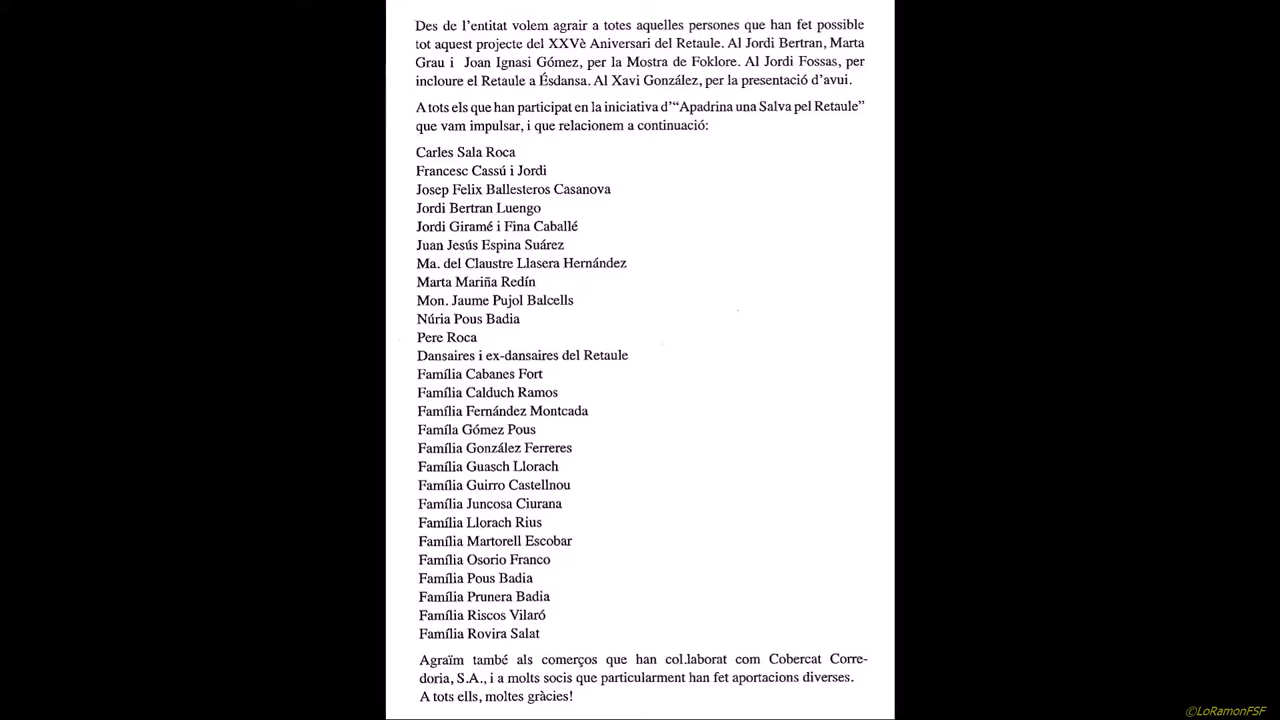 Des de l’entitat volem agrair a totes aquelles persones que han fet possible
tot aquest projecte del XXVè Aniversari del Retaule. Al Jordi Bertran, Marta
Grau i Joan Ignasi Gómez, per la Mostra de Foklore. Al Jordi Fossas, per
incloure el Retaule a Ésdansa. Al Xavi González, per la presentació d’avui.
A tots els que han participat en la iniciativa d’“Apadrina una Salva pel Retaule”
que vam impulsar, i que relacionem a continuació:
Carles Sala Roca
Francesc Cassú i Jordi
Josep Felix Ballesteros Casanova
Jordi Bertran Luengo
Jordi Giramé i Fina Caballé
Juan Jesús Espina Suárez
Ma. del Claustre Llasera Hernández
Marta Mariña Redín
Mon. Jaume Pujol Balcells
Núria Pous Badia
Pere Roca
Dansaires i ex-dansaires del Retaule
Família Cabanes Fort
Família Calduch Ramos
Família Fernández Montcada
Famíla Gómez Pous
Família González Ferreres
Família Guasch Llorach
Família Guirro Castellnou
Família Juncosa Ciurana
Família Llorach Rius
Família Martorell Escobar
Família Osorio Franco
Família Pous Badia
Família Prunera Badia
Família Riscos Vilaró
Família Rovira Salat
Agraïm també als comerços que han col.laborat com Cobercat Corre-
doria, S.A., i a molts socis que particularment han fet aportacions diverses.
A tots ells, moltes gràcies!
©LoRamonFSF